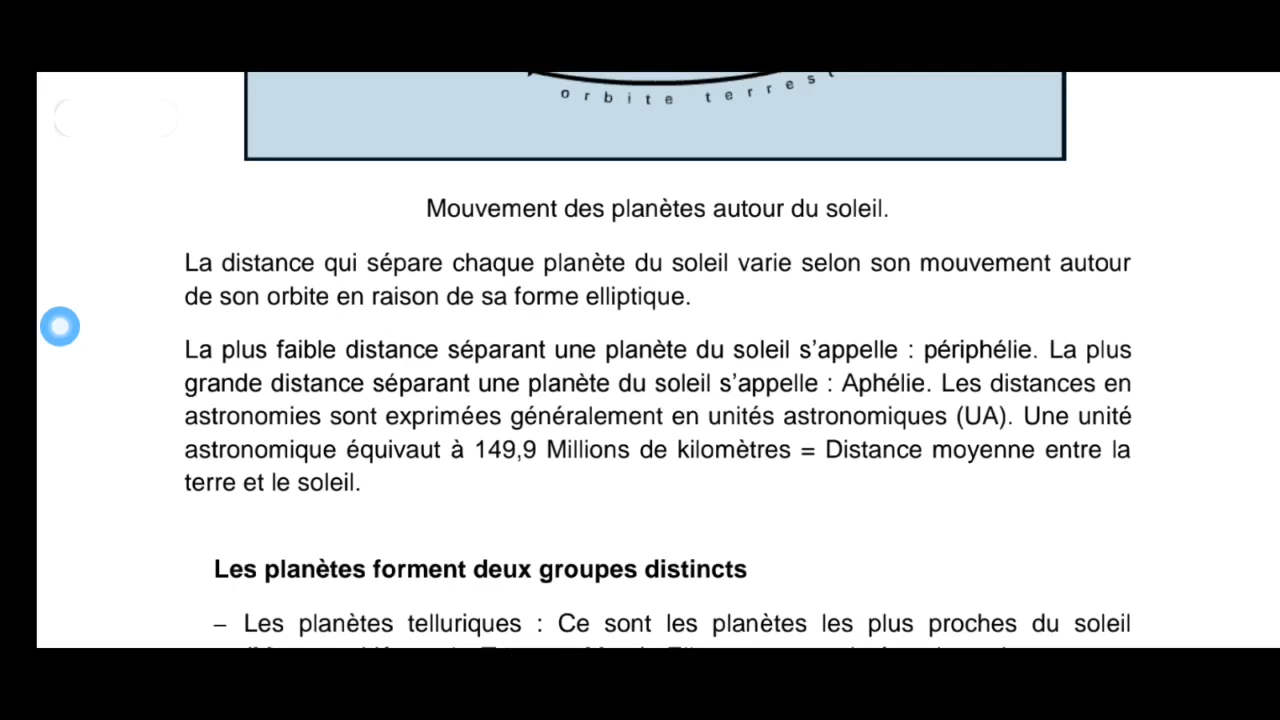 orbite terrest
Mouvement des planètes autour du soleil.
La distance qui sépare chaque planète du soleil varie selon son mouvement autour
de son orbite en raison de sa forme elliptique.
La plus faible distance séparant une planète du soleil s’appelle : périphélie. La plus
grande distance séparant une planète du soleil s’appelle : Aphélie. Les distances en
astronomies sont exprimées généralement en unités astronomiques (UA). Une unité
astronomique équivaut à 149,9 Millions de kilomètres = Distance moyenne entre la
terre et le soleil.
Les planètes forment deux groupes distincts
– Les planètes telluriques : Ce sont les planètes les plus proches du soleil